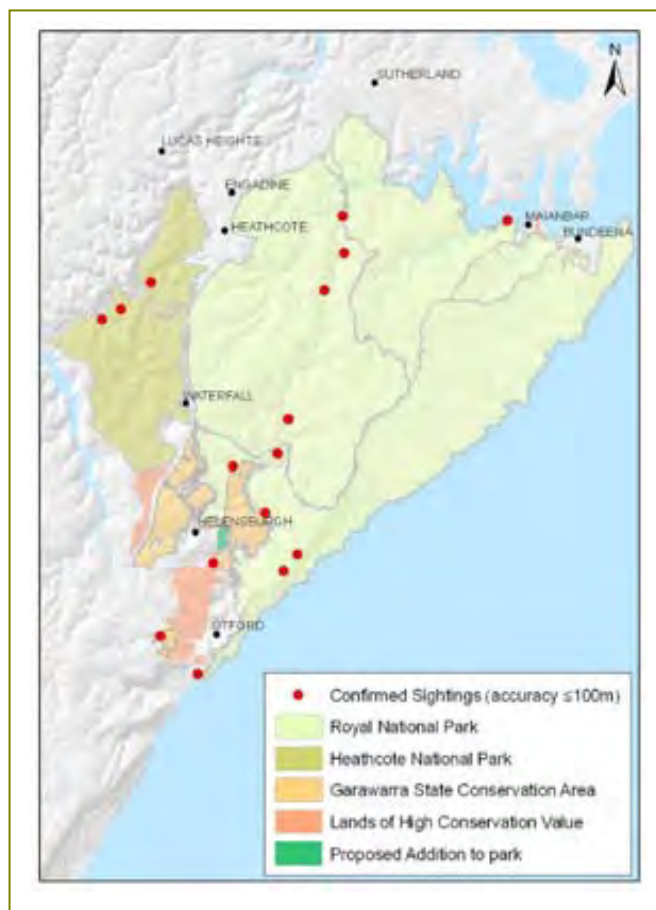 N
SUTHERLAND
LUCAS HEIGHTS
ENGADINE
HEATHCOTE
MAIANBAR
BUNDEENA
WATERFALL
HELENSBURGH
OTFORD
Confirmed Sightings (accuracy ≤100m)
Royal National Park
Heathcote National Park
Garawarra State Conservation Area
Lands of High Conservation Value
Proposed Addition to park